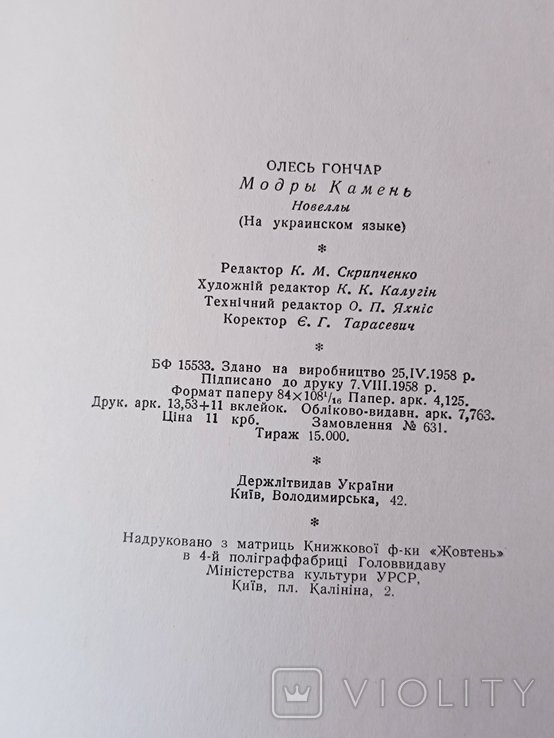 ОЛЕСЬ ГОНЧАР
Модры Камень
Новеллы
(На украинском языке)
*
Редактор К. М. Скрипченко
Художній редактор К. К. Калугін
Технічний редактор О. П. Яхніс
Коректор Є. Г. Тарасевич
*
БФ 15533. Здано на виробництво 25.IV.1958 р.
Підписано до друку 7.VIII.1958 р.
Формат паперу 84×108¹/₁₆ Папер. арк. 4,125.
Друк. арк. 13,53+11 вклейок. Обліково-видавн. арк. 7,763.
Ціна 11 крб. Замовлення № 631.
Тираж 15.000.
*
Держлітвидав України
Київ, Володимирська, 42.
*
Надруковано з матриць Книжкової ф-ки «Жовтень»
в 4-й поліграффабриці Головвидаву
Міністерства культури УРСР,
Київ, пл. Калініна, 2.
VIOLITY